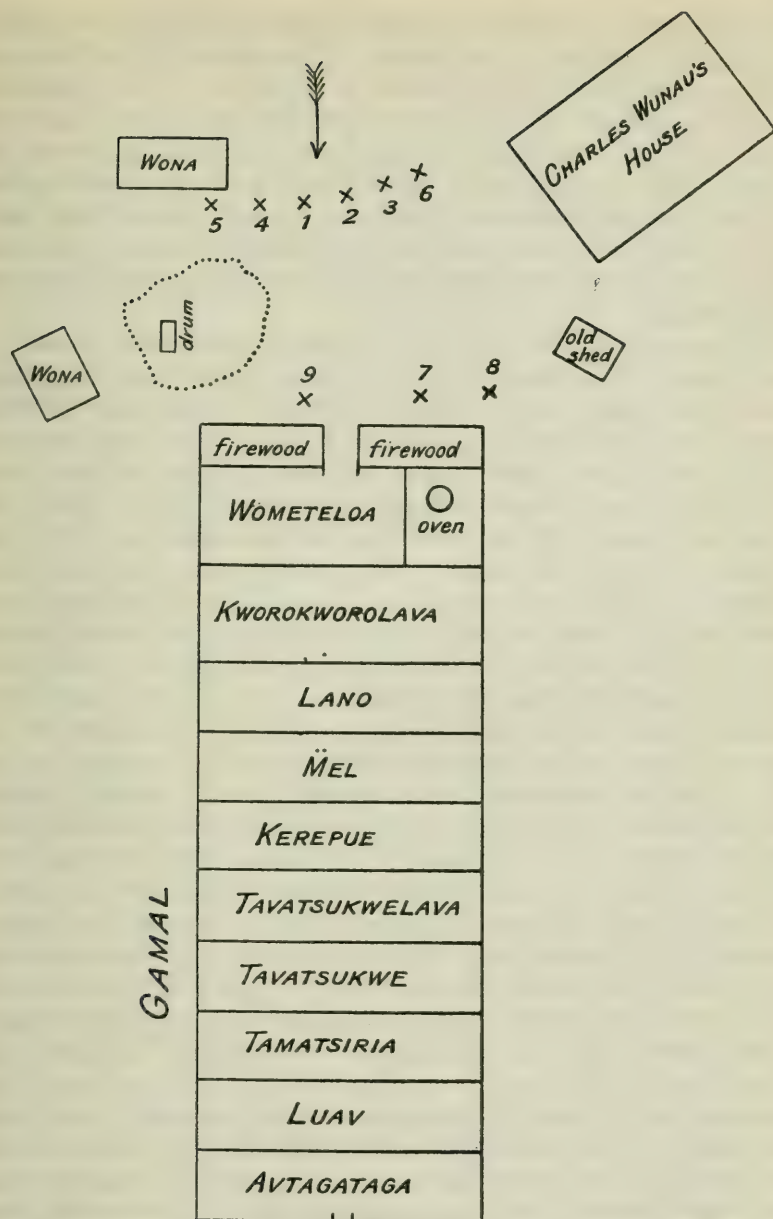 CHARLES WUNAU'S
HOUSE
WONA
5 4 1 2 3 6
drum
old
shed
WONA
9 7 8
firewood firewood
WOMETELOA
oven
KWOROKWOROLAVA
LANO
M̈EL
KEREPUE
TAVATSUKWELAVA
GAMAL
TAVATSUKWE
TAMATSIRIA
LUAV
AVTAGATAGA